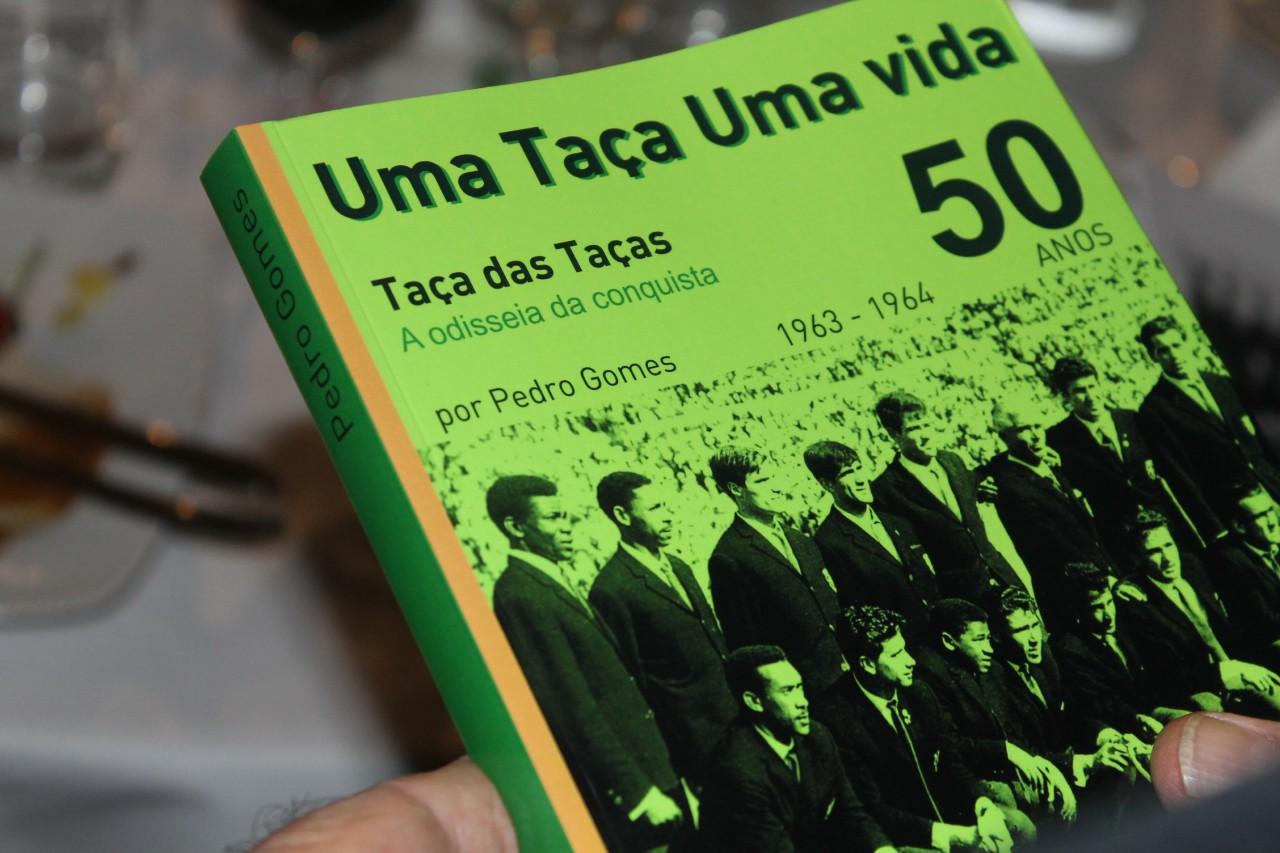 Uma Taça Uma vida
50
ANOS
Taça das Taças
A odisseia da conquista
1963 - 1964
por Pedro Gomes
Pedro Gomes